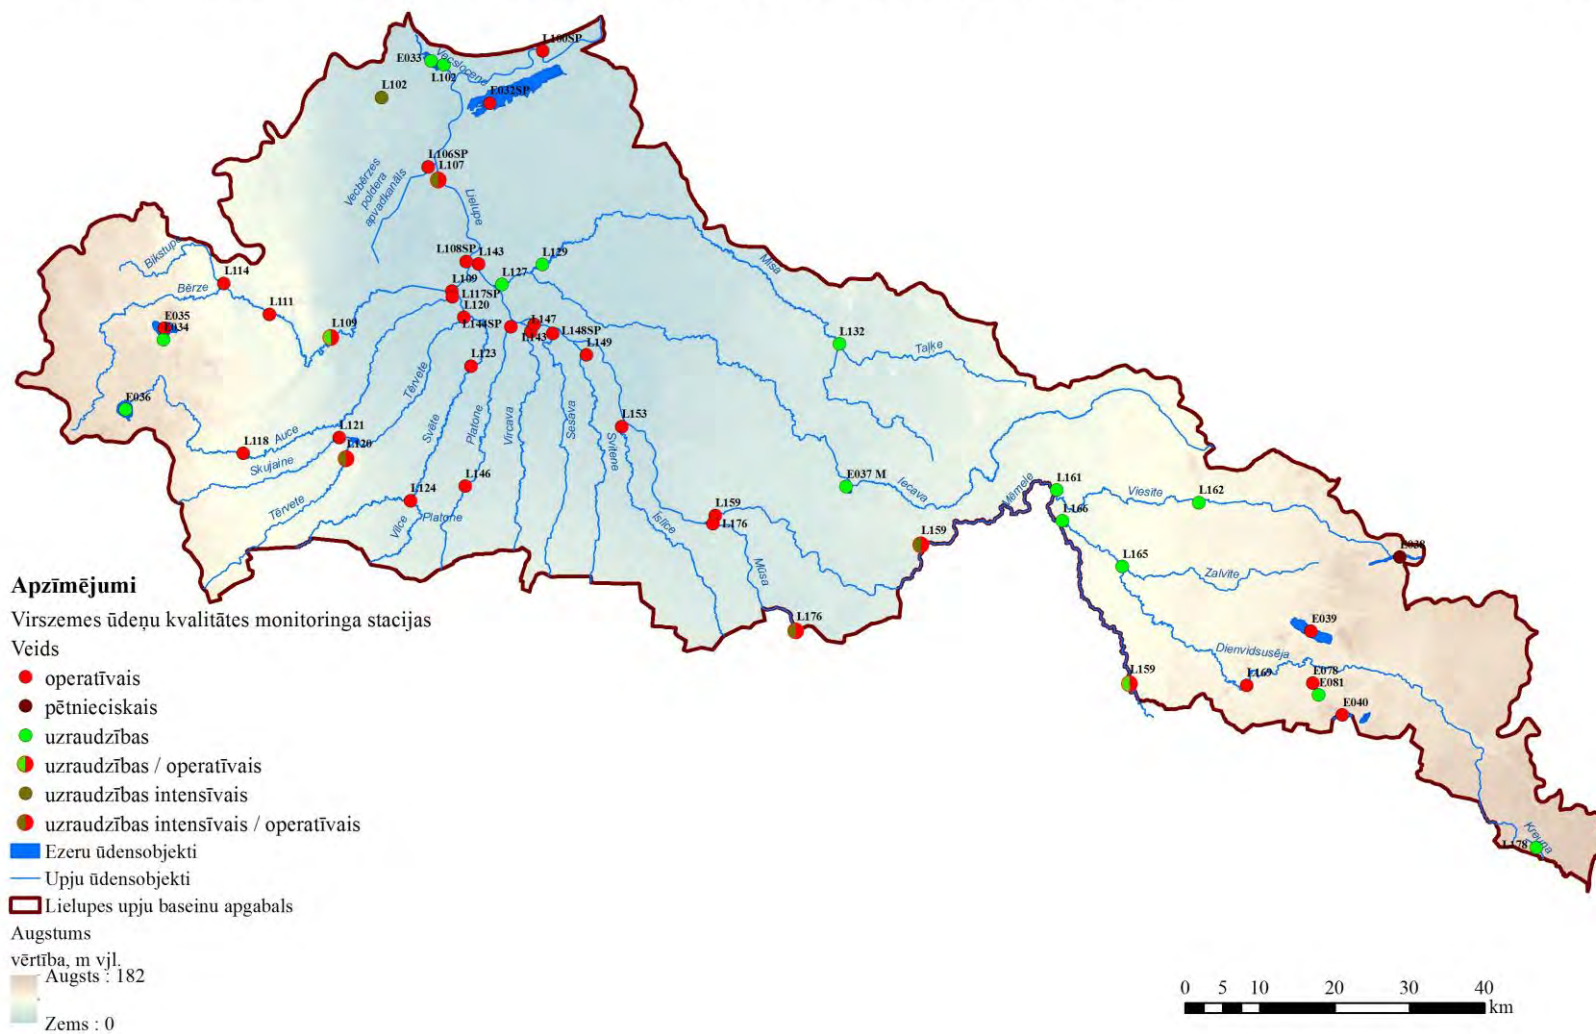 L100SP
E033
Vecslocene
L102
L102
E032SP
L106SP
L107
Vecbērzes
poldera
apvadkanāls
Lielupe
L108SP
L143
L129
L127
Misa
Bikstupe
L114
Bērze
L111
L109
L117SP
L120
L109
E035
E034
L144SP
L147
L143
L148SP
L149
L132
Taļķe
L123
Tērvete
Svēte
Platone
Vircava
Sesava
Svitene
E036
L153
L118
Auce
L121
L120
Skujaine
L146
L124
Tērvete
Vilce
Platone
E037 M
Iecava
Mēmele
L161
Viesīte
L162
L166
L159
L176
Īslīce
L159
Mūsa
L165
Zalvīte
E038
L176
E039
Dienvidsusēja
L159
L169
E078
E081
E040
Kreuna
L178
Apzīmējumi
Virszemes ūdeņu kvalitātes monitoringa stacijas
Veids
operatīvais
pētnieciskais
uzraudzības
uzraudzības / operatīvais
uzraudzības intensīvais
uzraudzības intensīvais / operatīvais
Ezeru ūdensobjekti
Upju ūdensobjekti
Lielupes upju baseinu apgabals
Augstums
vērtība, m vjl.
Augsts : 182
Zems : 0
0 5 10 20 30 40
km